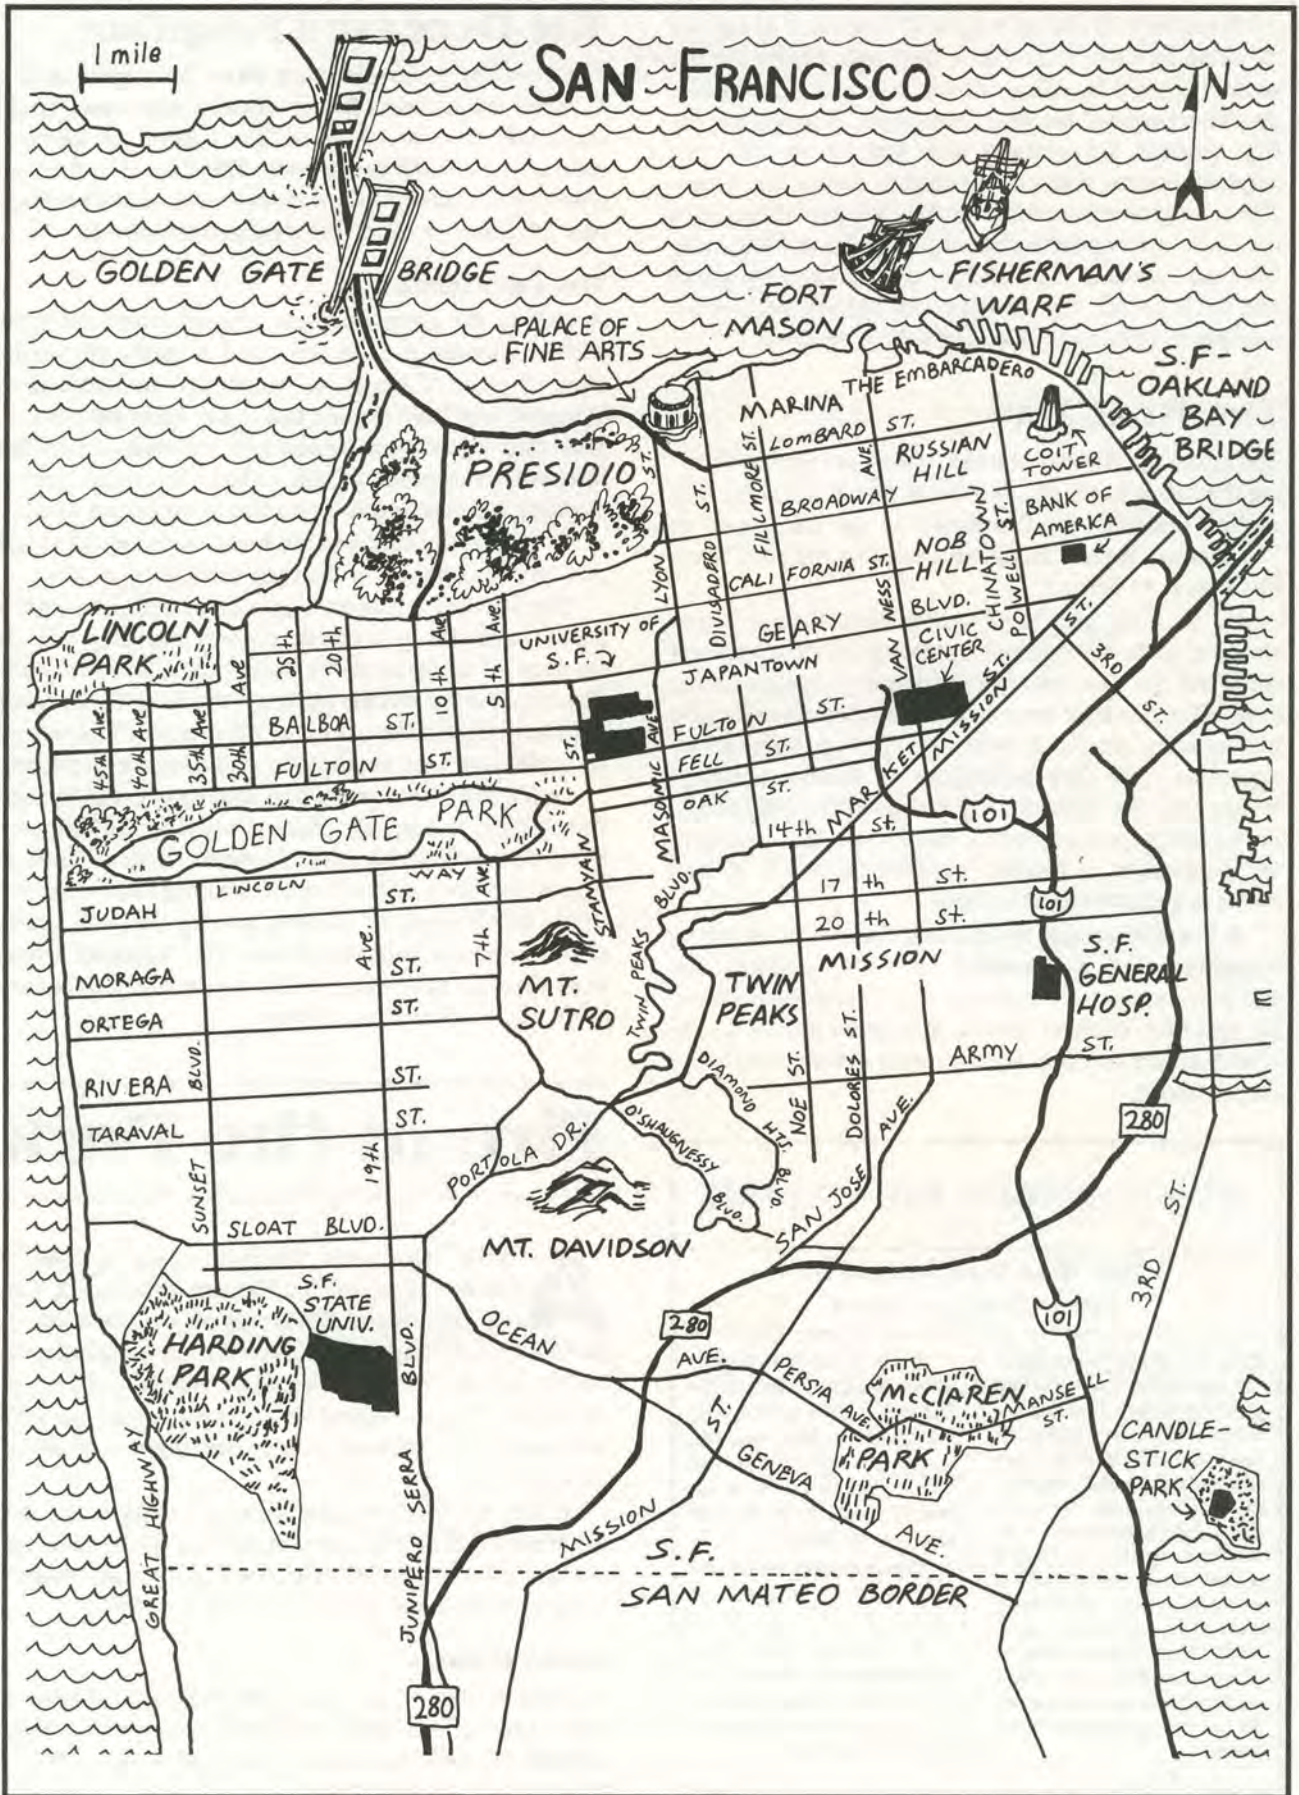 1 mile
SAN FRANCISCO
N
GOLDEN GATE BRIDGE
FISHERMAN'S
WARF
FORT
MASON
PALACE OF
FINE ARTS
S.F-
OAKLAND
BAY
BRIDGE
THE EMBARCADERO
MARINA
LOMBARD ST.
RUSSIAN
HILL
COIT
TOWER
PRESIDIO
BROADWAY
BANK OF
AMERICA
NOB
HILL
CHINATOWN
POWELL ST.
LYON ST.
DIVISADERO ST.
FILLMORE ST.
VAN NESS AVE.
CALIFORNIA ST.
GEARY BLVD.
CIVIC
CENTER
LINCOLN
PARK
UNIVERSITY OF
S.F.
JAPANTOWN
45th Ave.
40th Ave
35th Ave
30th Ave
25th
20th
10th Ave
5th Ave.
BALBOA ST.
FULTON ST.
FULTON ST.
FELL ST.
OAK ST.
MASONIC AVE
STANYAN ST.
MARKET ST.
MISSION ST.
3RD ST.
GOLDEN GATE PARK
14th St.
101
LINCOLN WAY
JUDAH ST.
17th St.
101
20th St.
7th Ave.
MISSION
S.F.
GENERAL
HOSP.
MORAGA ST.
MT.
SUTRO
TWIN PEAKS BLVD.
TWIN
PEAKS
ORTEGA ST.
E
ARMY ST.
RIVIERA ST.
TARAVAL ST.
SUNSET BLVD.
19th Ave.
DIAMOND HTS. BLVD.
NOE ST.
DOLORES ST.
SAN JOSE AVE.
O'SHAUGNESSY BLVD.
PORTOLA DR.
280
SLOAT BLVD.
MT. DAVIDSON
3RD ST.
S.F.
STATE
UNIV.
HARDING
PARK
OCEAN AVE.
280
101
PERSIA AVE.
McCLAREN
PARK
MANSELL ST.
CANDLE-
STICK
PARK
GENEVA AVE.
GREAT HIGHWAY
JUNIPERO SERRA BLVD.
MISSION ST.
S.F.
SAN MATEO BORDER
280